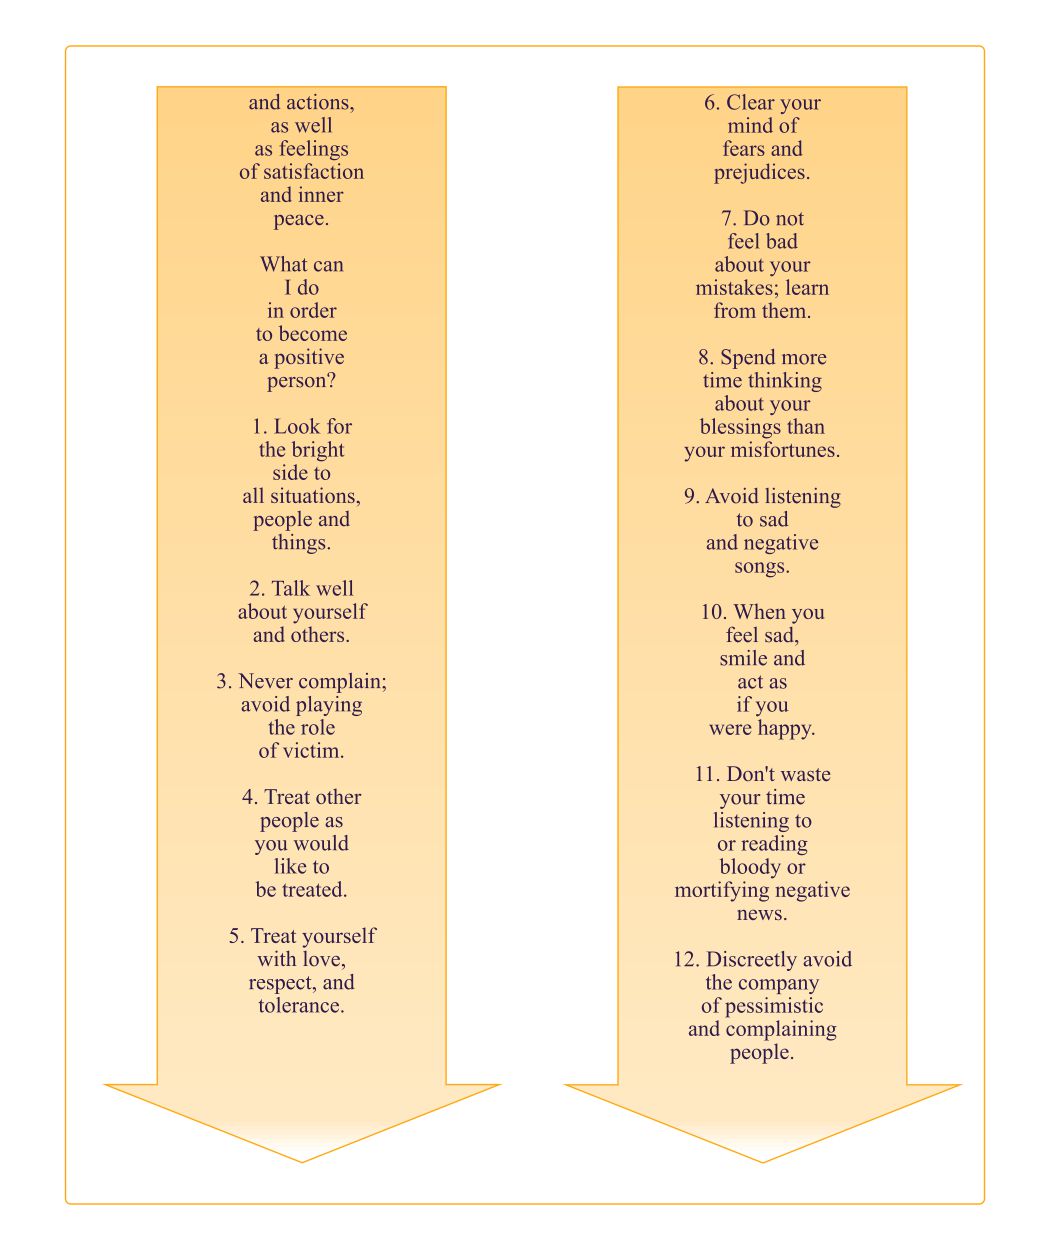 and actions,
as well
as feelings
of satisfaction
and inner
peace.
What can
I do
in order
to become
a positive
person?
1. Look for
the bright
side to
all situations,
people and
things.
2. Talk well
about yourself
and others.
3. Never complain;
avoid playing
the role
of victim.
4. Treat other
people as
you would
like to
be treated.
5. Treat yourself
with love,
respect, and
tolerance.
6. Clear your
mind of
fears and
prejudices.
7. Do not
feel bad
about your
mistakes; learn
from them.
8. Spend more
time thinking
about your
blessings than
your misfortunes.
9. Avoid listening
to sad
and negative
songs.
10. When you
feel sad,
smile and
act as
if you
were happy.
11. Don't waste
your time
listening to
or reading
bloody or
mortifying negative
news.
12. Discreetly avoid
the company
of pessimistic
and complaining
people.